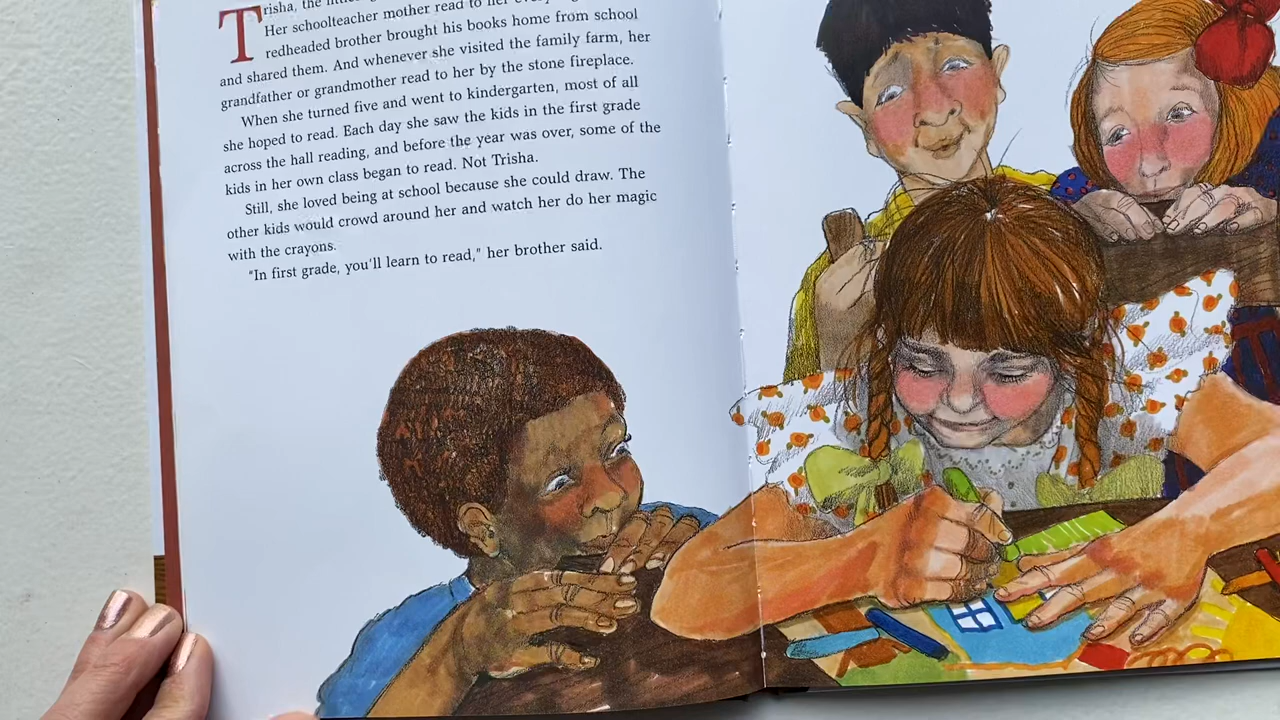 Trisha, the
Her schoolteacher mother read to her
redheaded brother brought his books home from school
and shared them. And whenever she visited the family farm, her
grandfather or grandmother read to her by the stone fireplace.
When she turned five and went to kindergarten, most of all
she hoped to read. Each day she saw the kids in the first grade
across the hall reading, and before the year was over, some of the
kids in her own class began to read. Not Trisha.
Still, she loved being at school because she could draw. The
other kids would crowd around her and watch her do her magic
with the crayons.
"In first grade, you'll learn to read," her brother said.